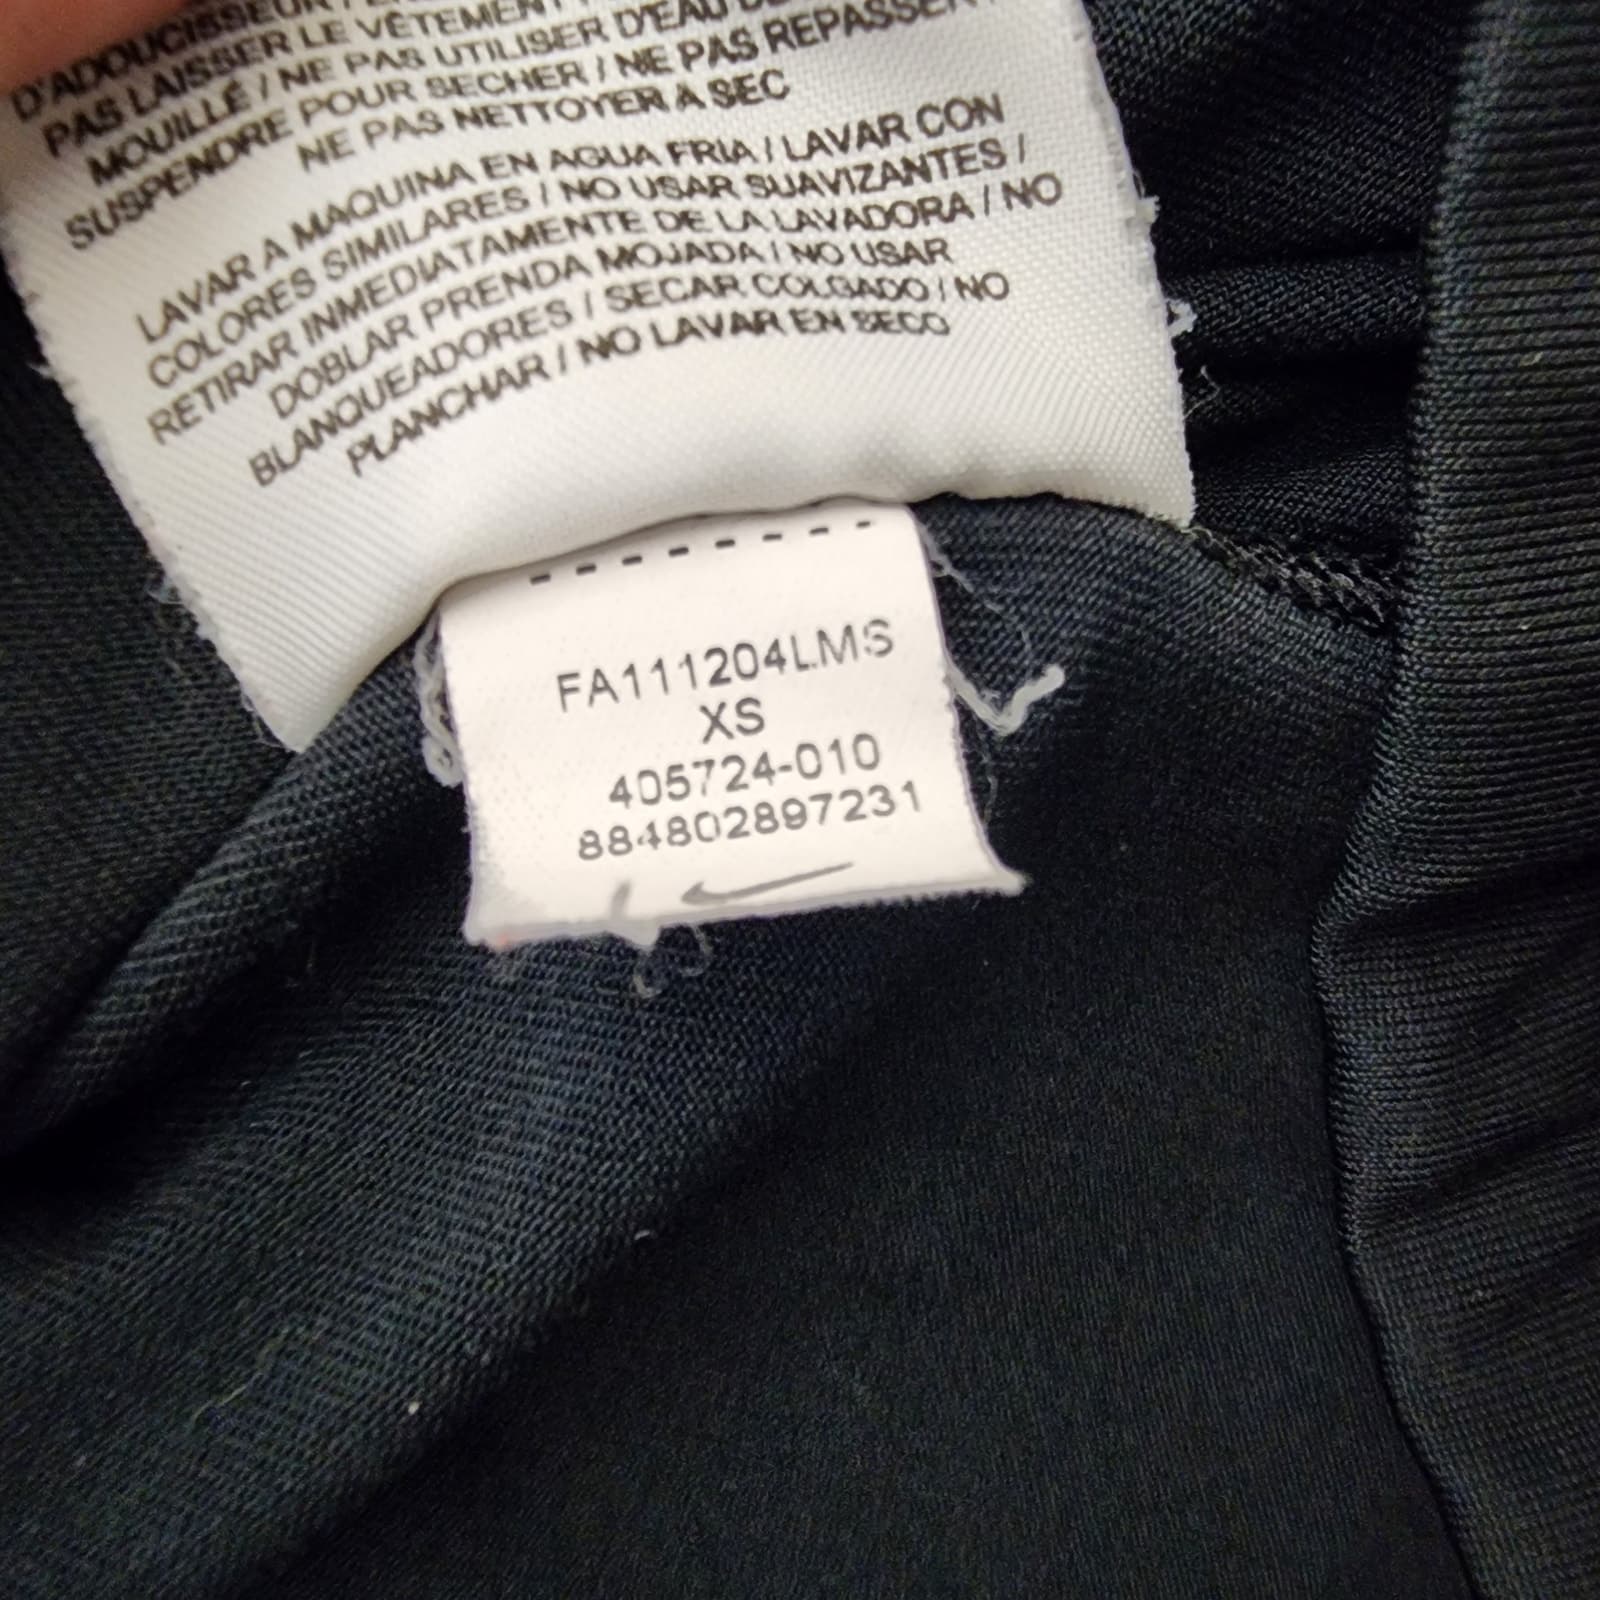 D'ADOUCISSEUR /
PAS LAISSER LE VÊTEMENT
MOUILLÉ / NE PAS UTILISER D'EAU DE
SUSPENDRE POUR SECHER / NE PAS REPASSER
NE PAS NETTOYER A SEC
LAVAR A MAQUINA EN AGUA FRIA / LAVAR CON
COLORES SIMILARES / NO USAR SUAVIZANTES /
RETIRAR INMEDIATAMENTE DE LA LAVADORA / NO
DOBLAR PRENDA MOJADA / NO USAR
BLANQUEADORES / SECAR COLGADO / NO
PLANCHAR / NO LAVAR EN SECO
FA111204LMS
XS
405724-010
884802897231